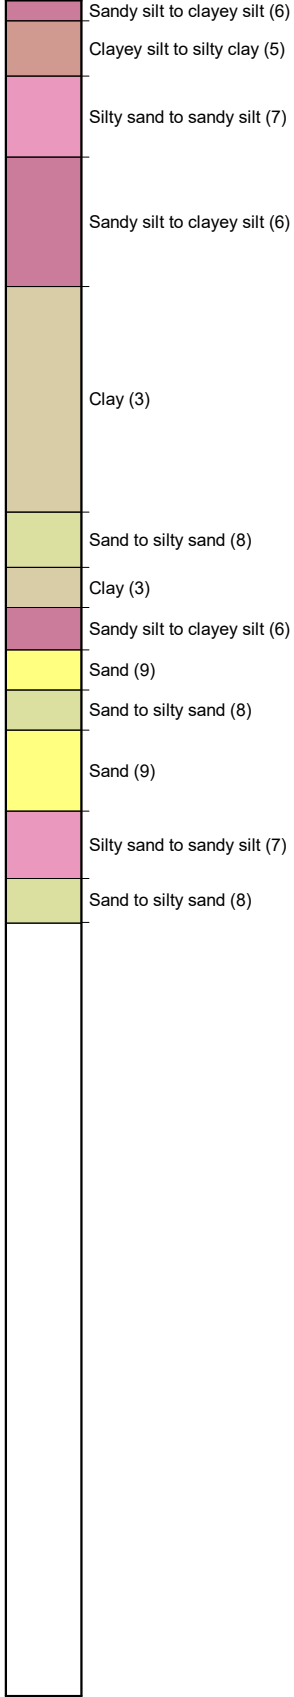 Sandy silt to clayey silt (6)
Clayey silt to silty clay (5)
Silty sand to sandy silt (7)
Sandy silt to clayey silt (6)
Clay (3)
Sand to silty sand (8)
Clay (3)
Sandy silt to clayey silt (6)
Sand (9)
Sand to silty sand (8)
Sand (9)
Silty sand to sandy silt (7)
Sand to silty sand (8)